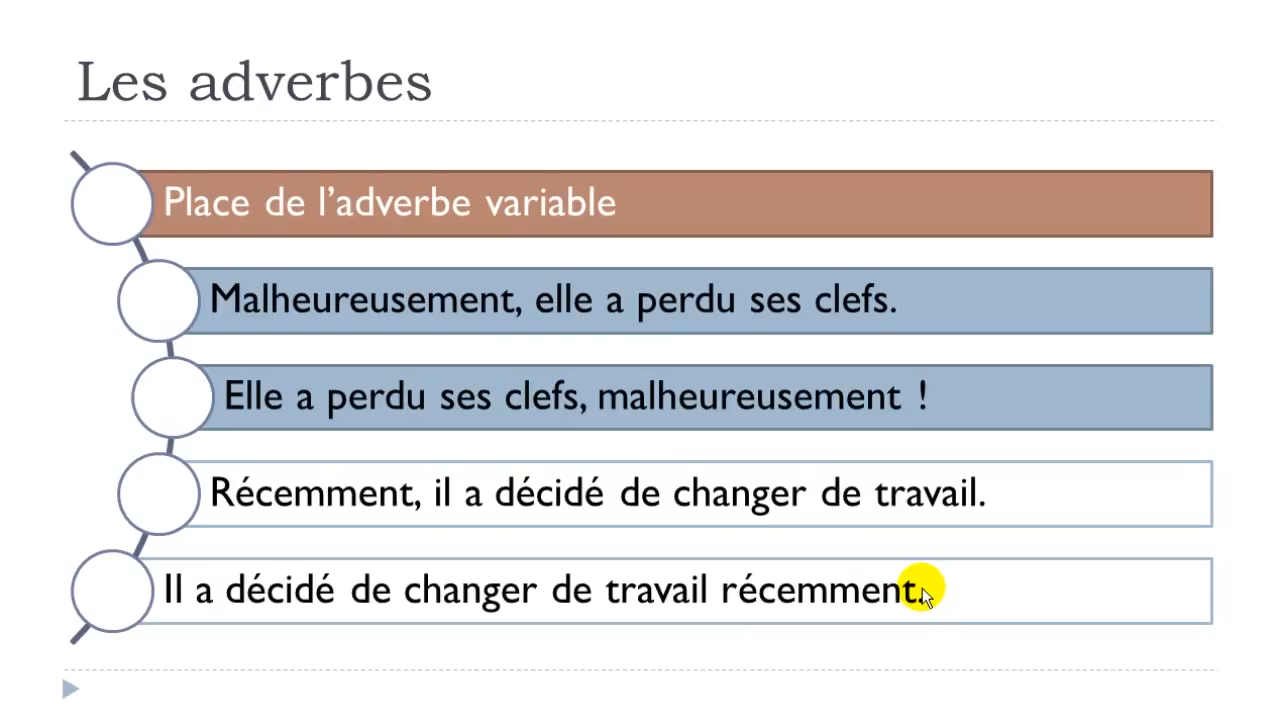 Les adverbes
Place de l’adverbe variable
Malheureusement, elle a perdu ses clefs.
Elle a perdu ses clefs, malheureusement !
Récemment, il a décidé de changer de travail.
Il a décidé de changer de travail récemment.